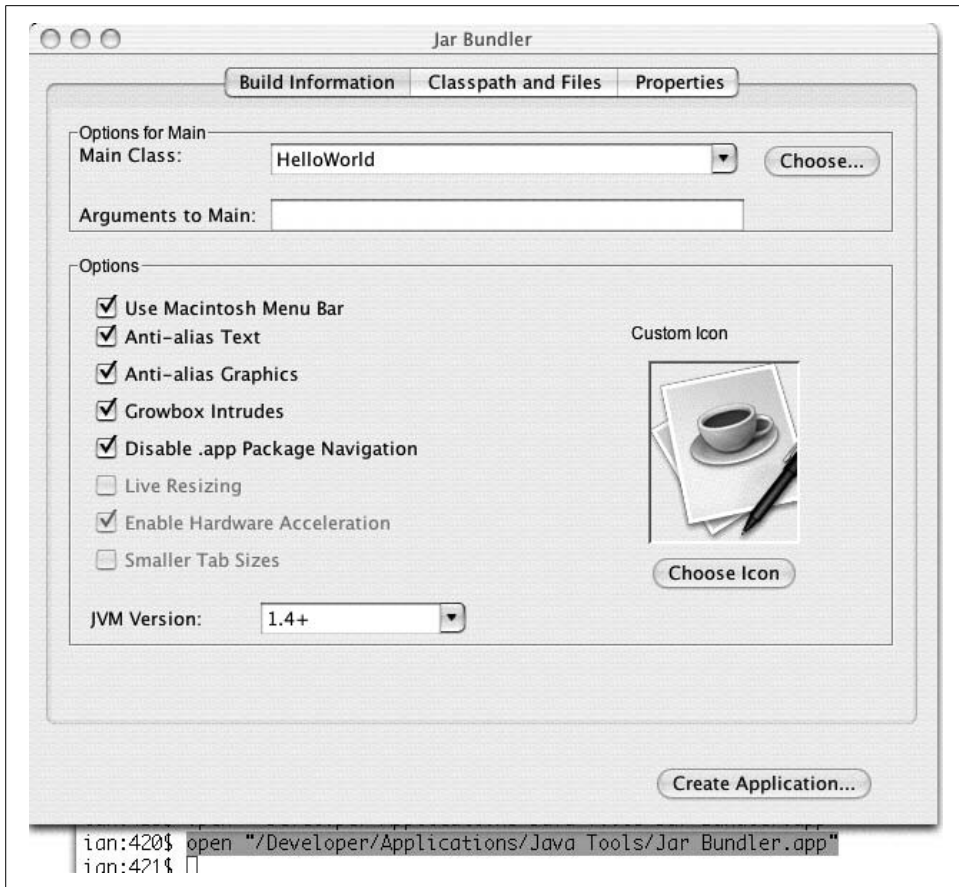 Jar Bundler
Build Information Classpath and Files Properties
Options for Main
Main Class: HelloWorld Choose...
Arguments to Main:
Options
Use Macintosh Menu Bar
Anti-alias Text
Custom Icon
Anti-alias Graphics
Growbox Intrudes
Disable .app Package Navigation
Live Resizing
Enable Hardware Acceleration
Smaller Tab Sizes
Choose Icon
JVM Version: 1.4+
Create Application...
ian:420$ open "/Developer/Applications/Java Tools/Jar Bundler.app"
ian:421$